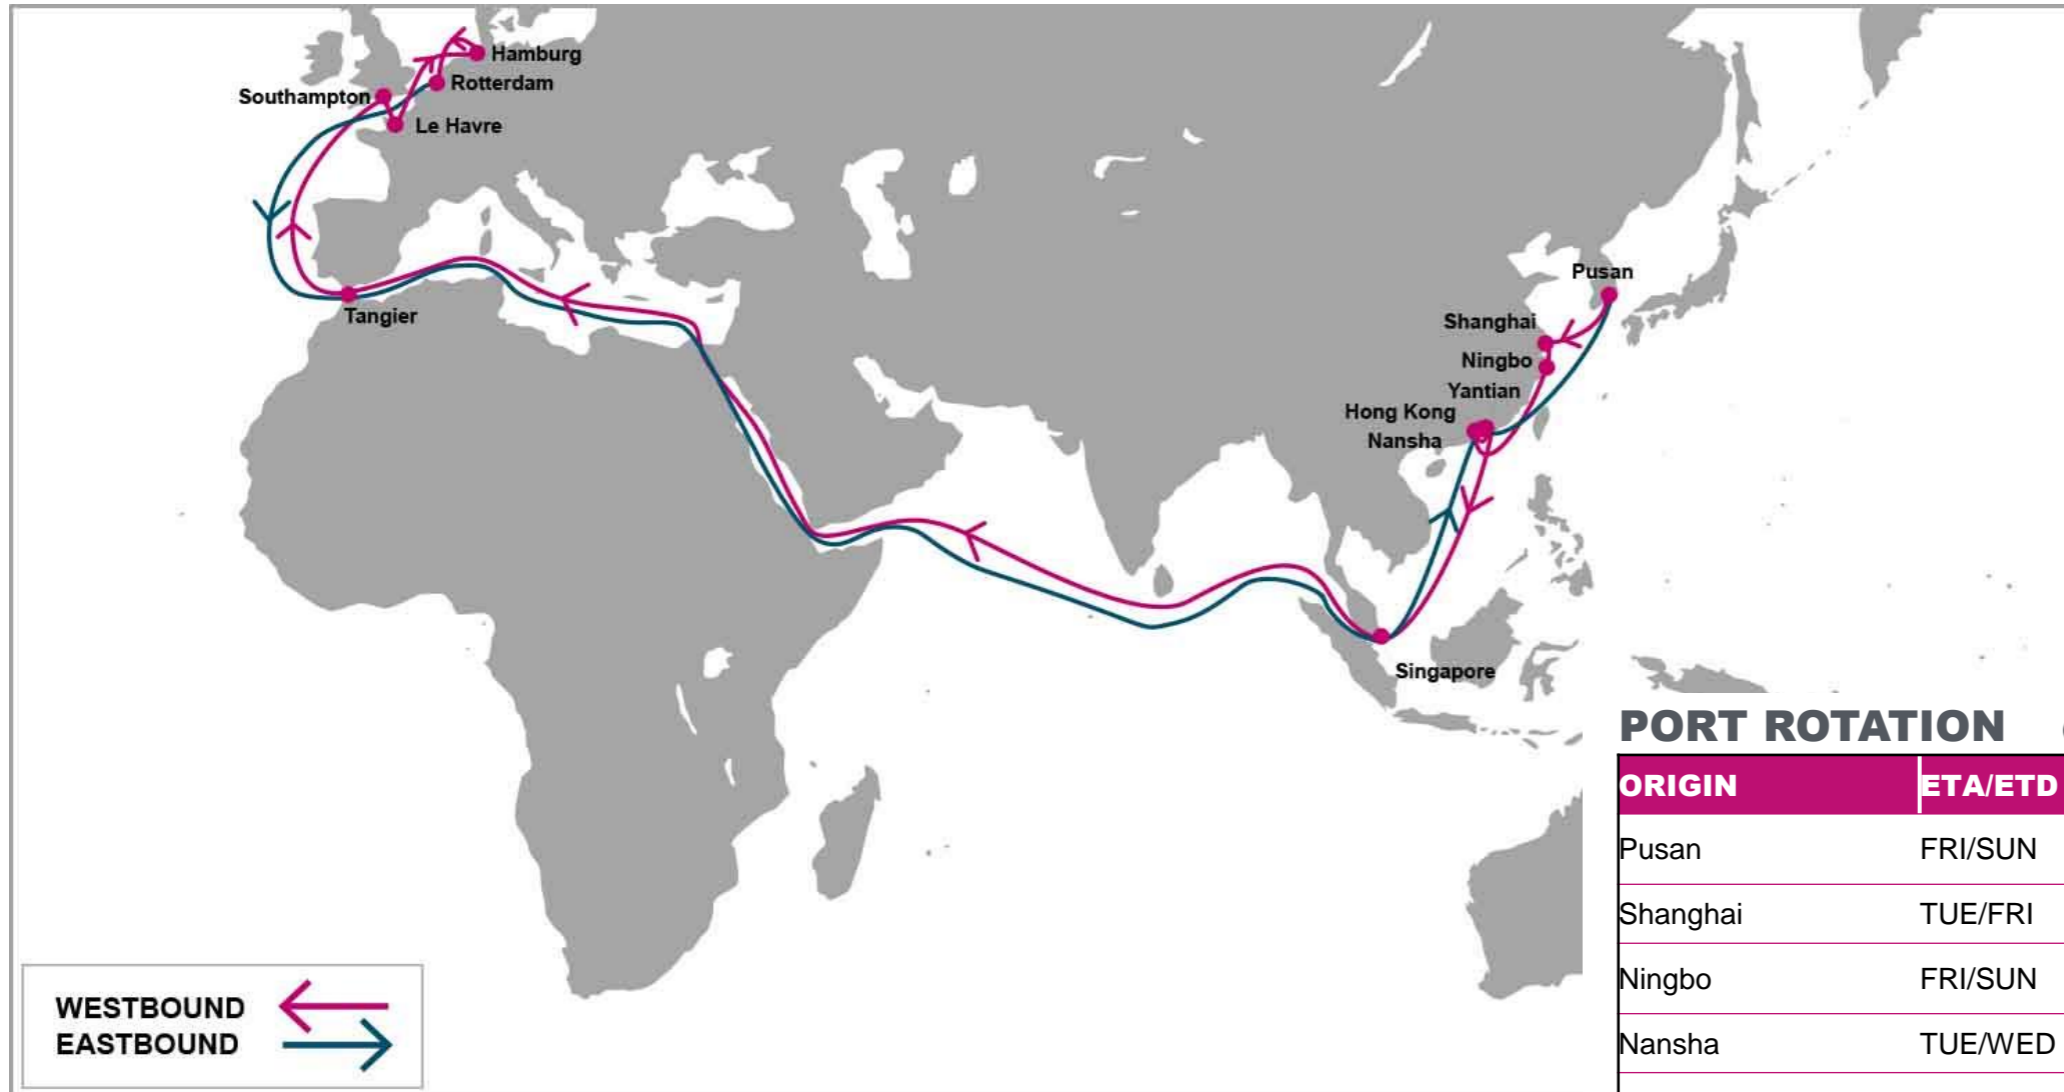 Hamburg
Rotterdam
Southampton
Le Havre
Tangier
Pusan
Shanghai
Ningbo
Yantian
Hong Kong
Nansha
Singapore
WESTBOUND
EASTBOUND
PORT ROTATION
ORIGIN ETA/ETD
Pusan FRI/SUN
Shanghai TUE/FRI
Ningbo FRI/SUN
Nansha TUE/WED